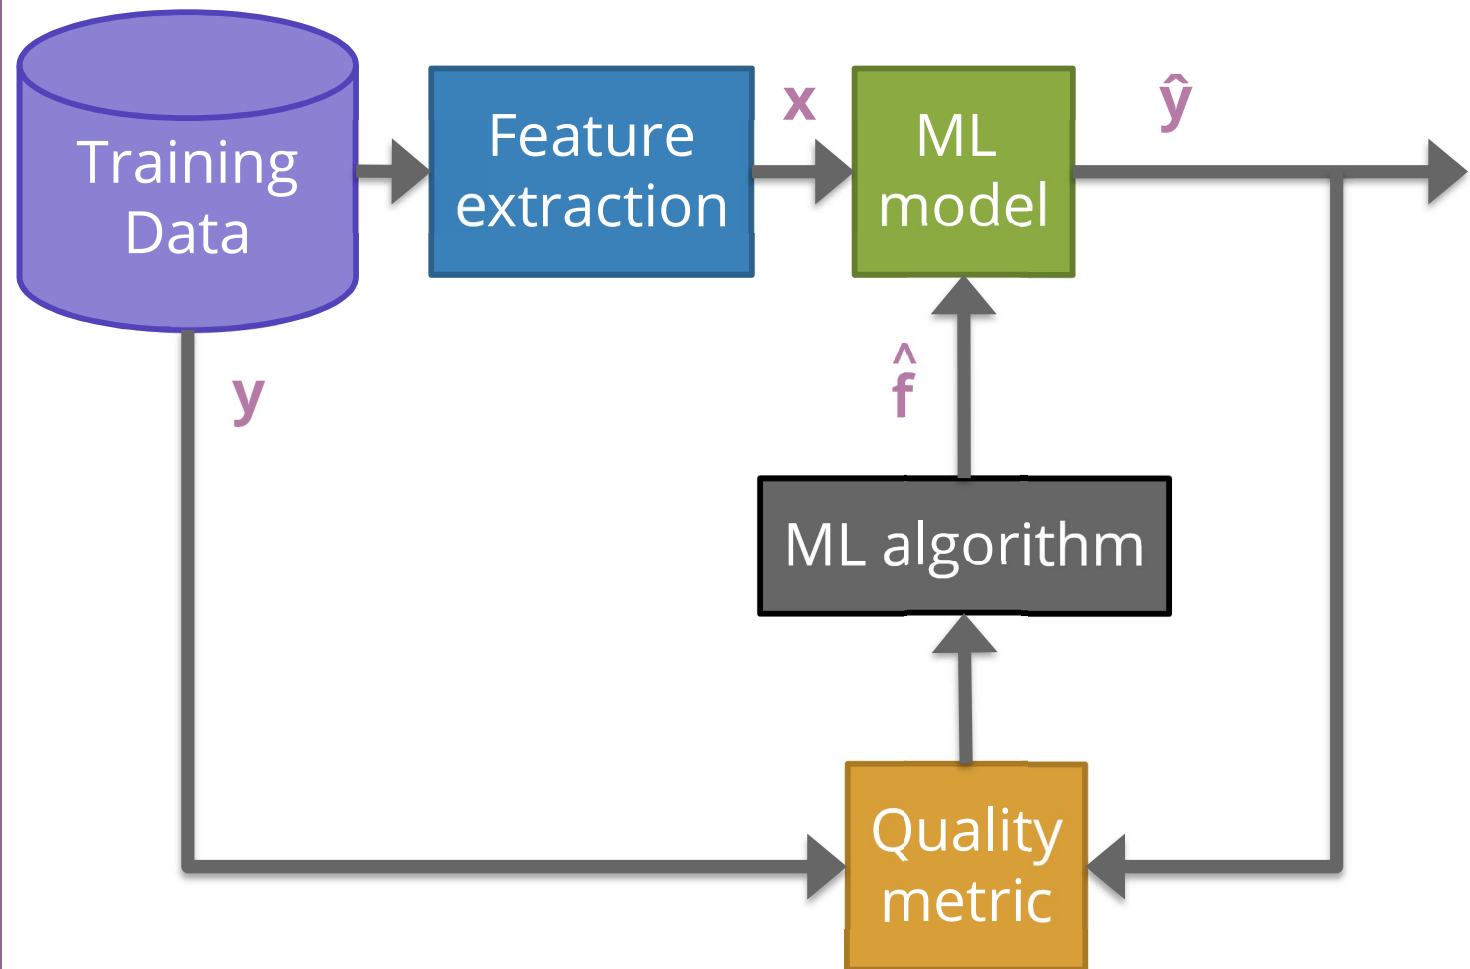 Training
Data
Feature
extraction
x
ML
model
ŷ
y
f̂
ML algorithm
Quality
metric